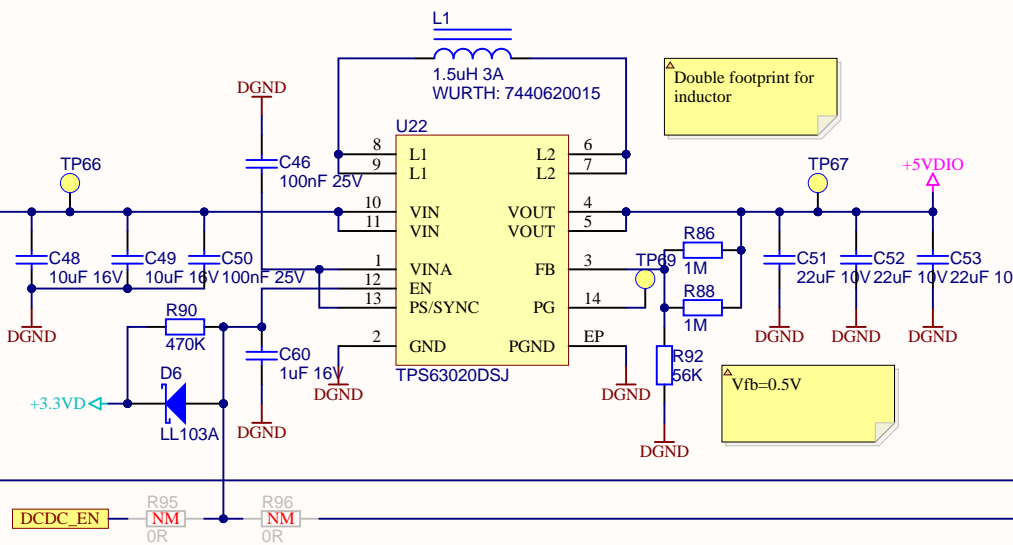 L1
1.5uH 3A
WURTH: 7440620015
Double footprint for
inductor
DGND
U22
C46
100nF 25V
TP66
8 L1 L2 6
9 L1 L2 7
10 VIN VOUT 4
11 VIN VOUT 5
1 VINA FB 3
12 EN
13 PS/SYNC PG 14
2 GND PGND EP
TPS63020DSJ
TP67
+5VDIO
C48
10uF 16V
C49
10uF 16V
C50
100nF 25V
R86
1M
TP69
R88
1M
C51
22uF 10V
C52
22uF 10V
C53
22uF 10
DGND
R90
470K
C60
1uF 16V
DGND
DGND
R92
56K
DGND
DGND
DGND
Vfb=0.5V
D6
+3.3VD
LL103A
DGND
DGND
R95
NM
0R
R96
NM
0R
DCDC_EN